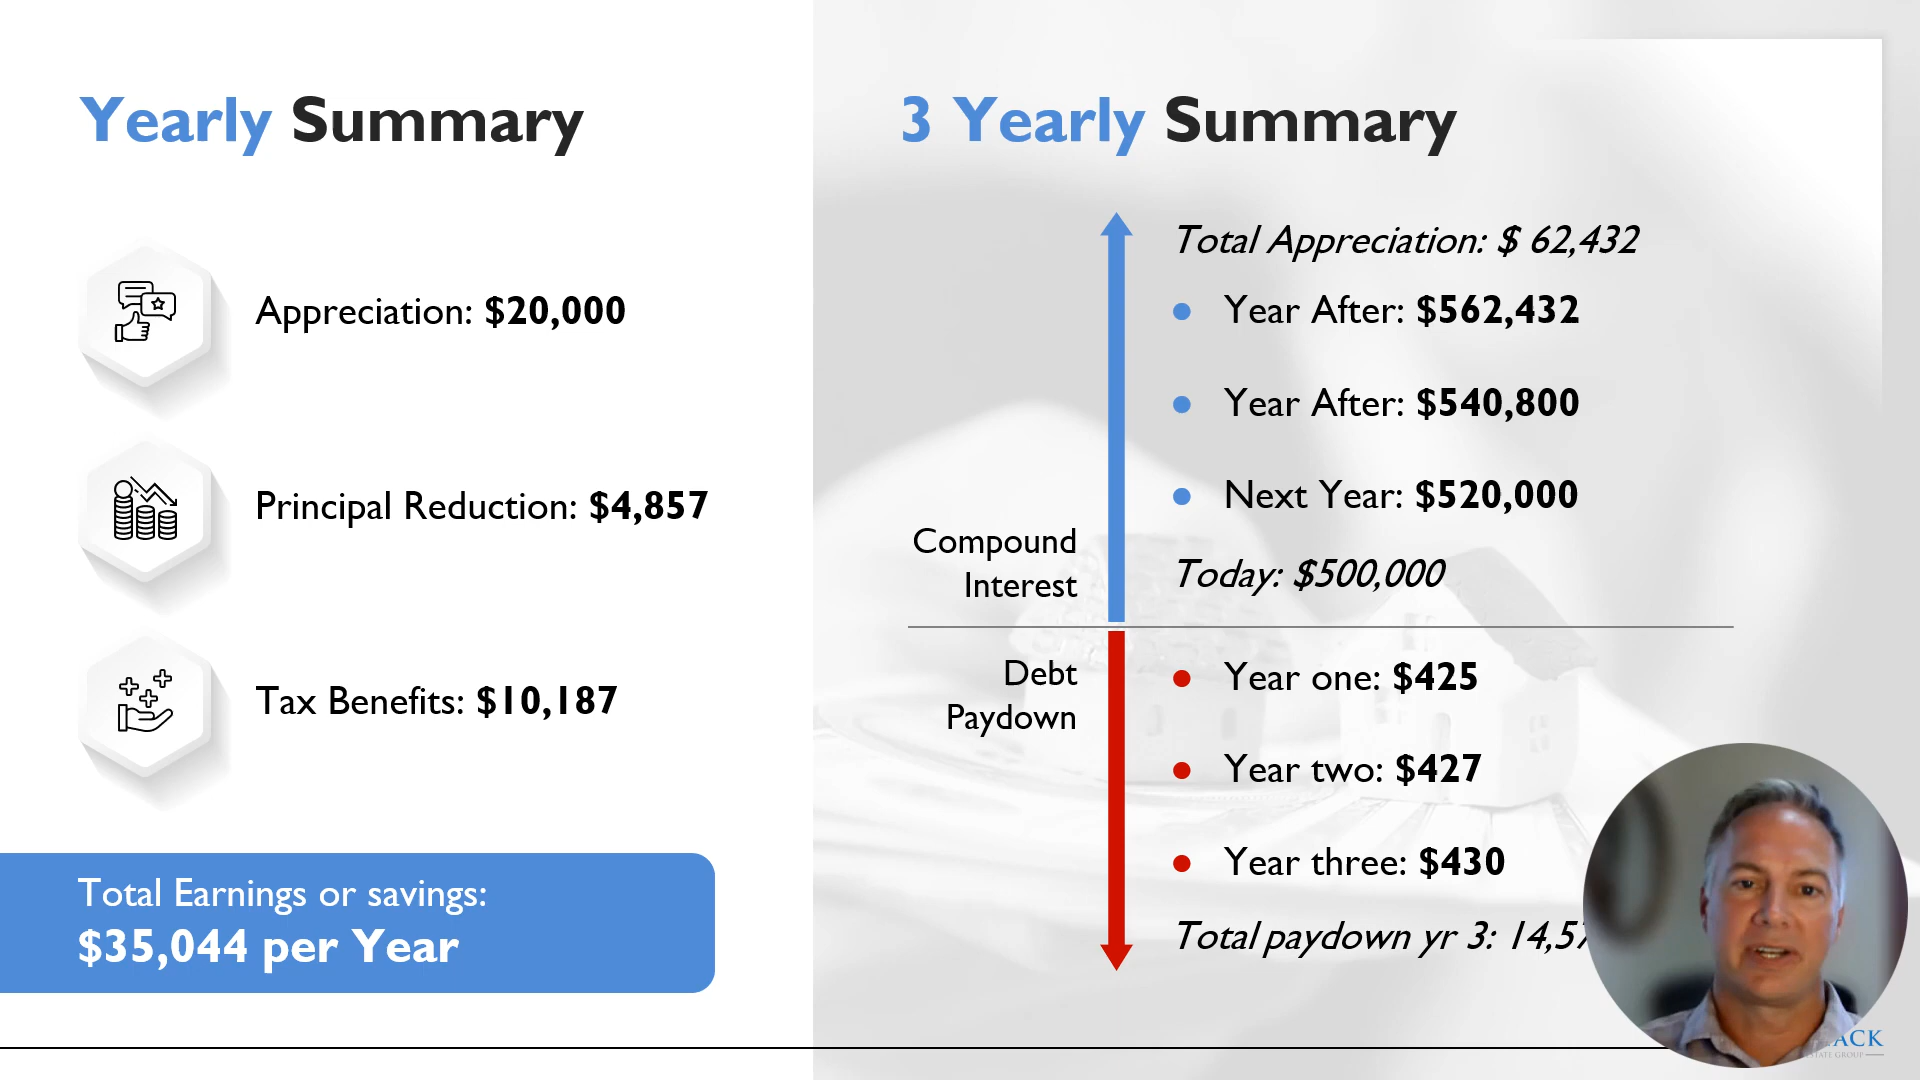 Yearly Summary
Appreciation: $20,000
Principal Reduction: $4,857
Tax Benefits: $10,187
Total Earnings or savings:
$35,044 per Year
3 Yearly Summary
Total Appreciation: $ 62,432
Year After: $562,432
Year After: $540,800
Next Year: $520,000
Compound
Interest
Today: $500,000
Debt
Paydown
Year one: $425
Year two: $427
Year three: $430
Total paydown yr 3:
GROUP